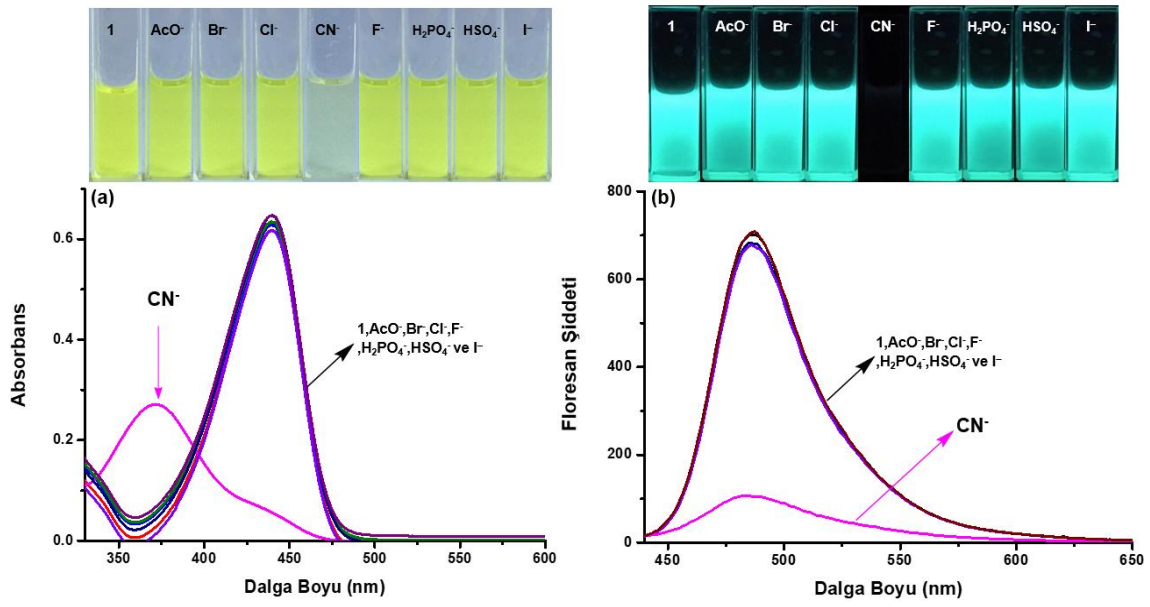 1 AcO⁻ Br⁻ Cl⁻ CN⁻ F⁻ H₂PO₄⁻ HSO₄⁻ I⁻
(a)
0.6
0.4
0.2
0.0
Absorbans
CN⁻
1,AcO⁻,Br⁻,Cl⁻,F⁻
,H₂PO₄⁻,HSO₄⁻ ve I⁻
350 400 450 500 550 600
Dalga Boyu (nm)
1 AcO⁻ Br⁻ Cl⁻ CN⁻ F⁻ H₂PO₄⁻ HSO₄⁻ I⁻
(b)
800
600
400
200
0
Floresan Şiddeti
1,AcO⁻,Br⁻,Cl⁻,F⁻
,H₂PO₄⁻,HSO₄⁻ ve I⁻
CN⁻
450 500 550 600 650
Dalga Boyu (nm)